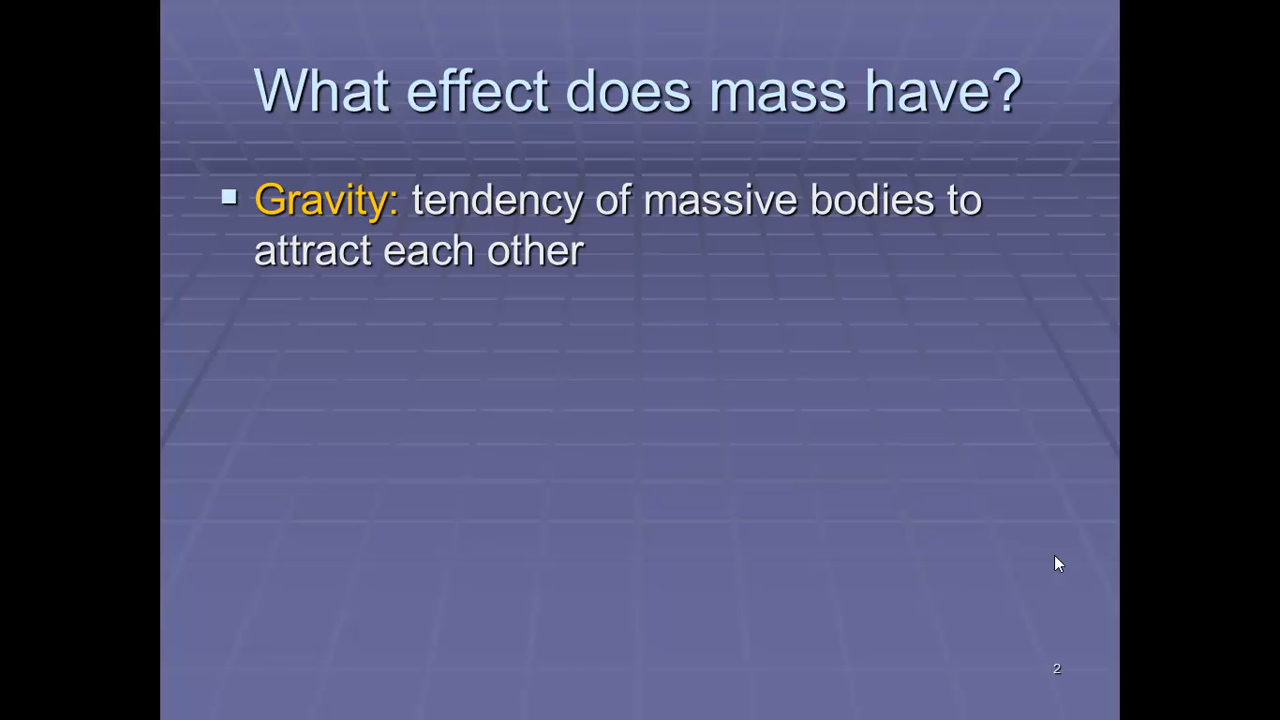 What effect does mass have?
Gravity: tendency of massive bodies to
attract each other
2